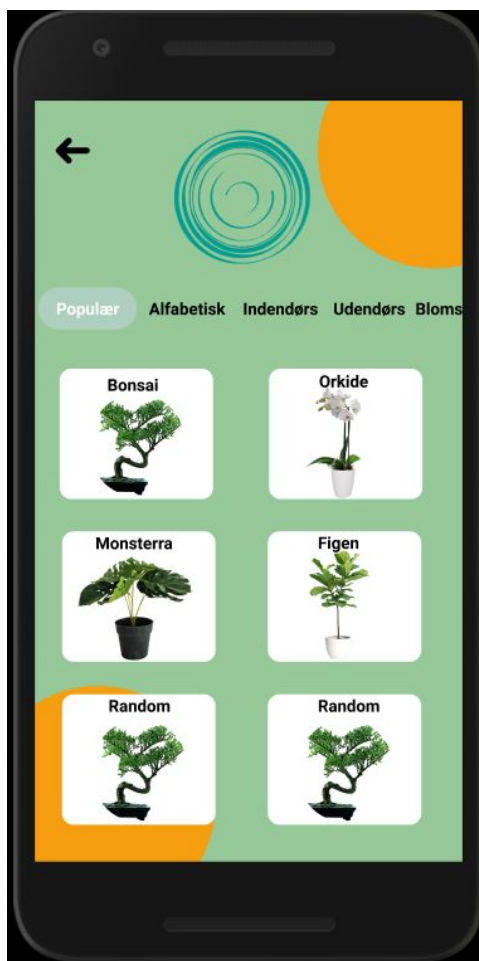 Populær Alfabetisk Indendørs Udendørs Bloms
Bonsai Orkide
Monsterra Figen
Random Random